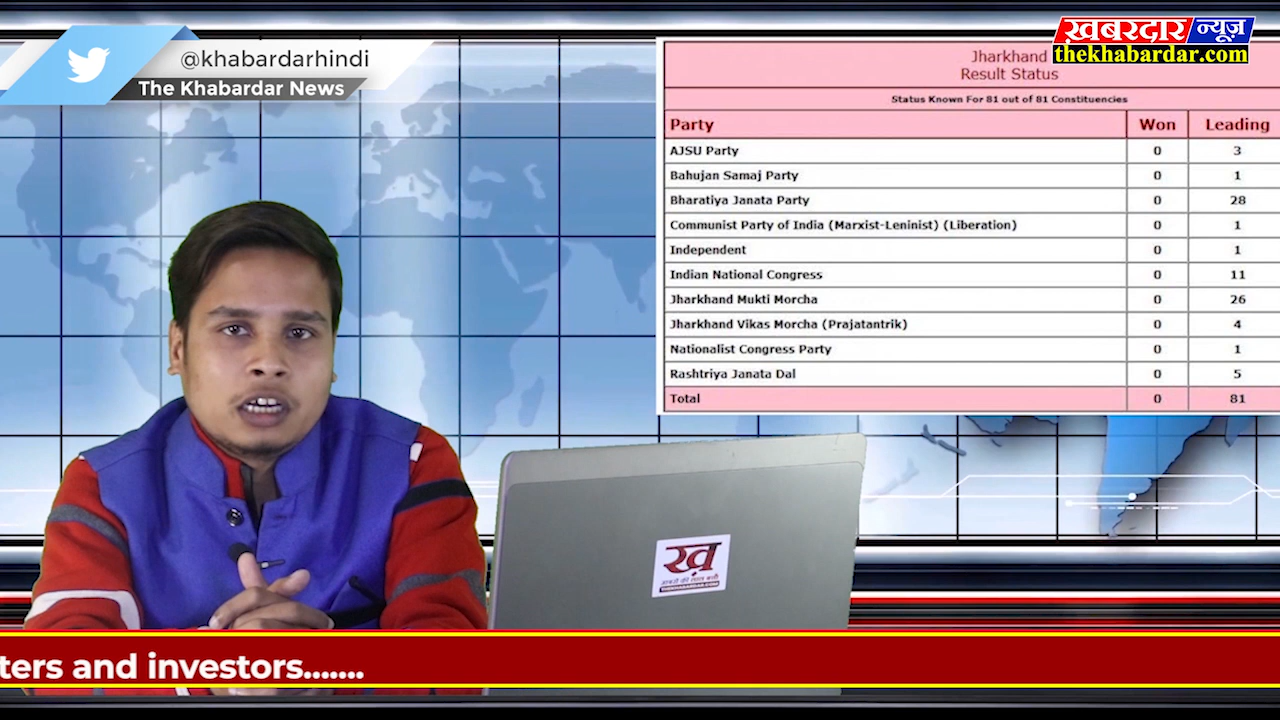 @khabardarhindi
The Khabardar News
ख़बरदार न्यूज़
thekhabardar.com
Jharkhand
Result Status
Status Known For 81 out of 81 Constituencies
Party Won Leading
AJSU Party 0 3
Bahujan Samaj Party 0 1
Bharatiya Janata Party 0 28
Communist Party of India (Marxist-Leninist) (Liberation) 0 1
Independent 0 1
Indian National Congress 0 11
Jharkhand Mukti Morcha 0 26
Jharkhand Vikas Morcha (Prajatantrik) 0 4
Nationalist Congress Party 0 1
Rashtriya Janata Dal 0 5
Total 0 81
ख़
THEKHABARDAR.COM
ters and investors.......